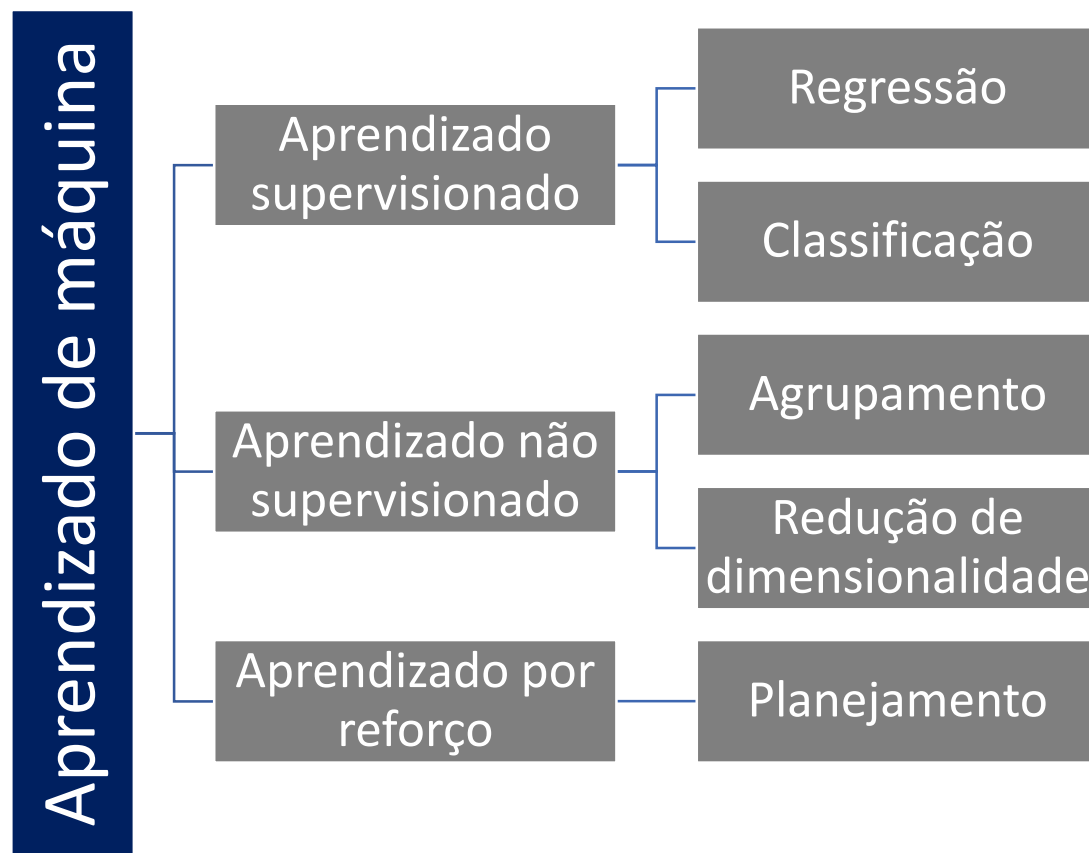 Aprendizado de máquina
Aprendizado
supervisionado
Regressão
Classificação
Aprendizado não
supervisionado
Agrupamento
Redução de
dimensionalidade
Aprendizado por
reforço
Planejamento